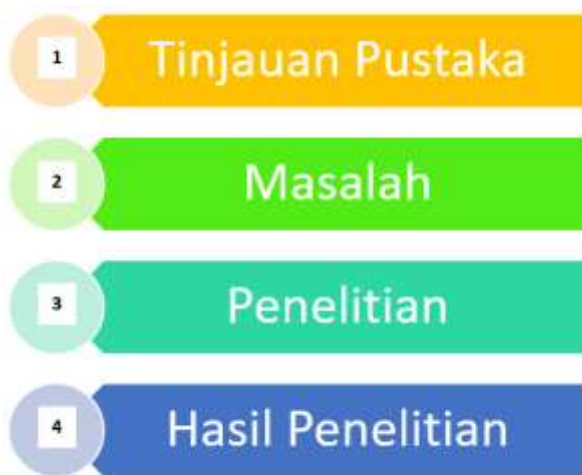 1 Tinjauan Pustaka
2 Masalah
3 Penelitian
4 Hasil Penelitian